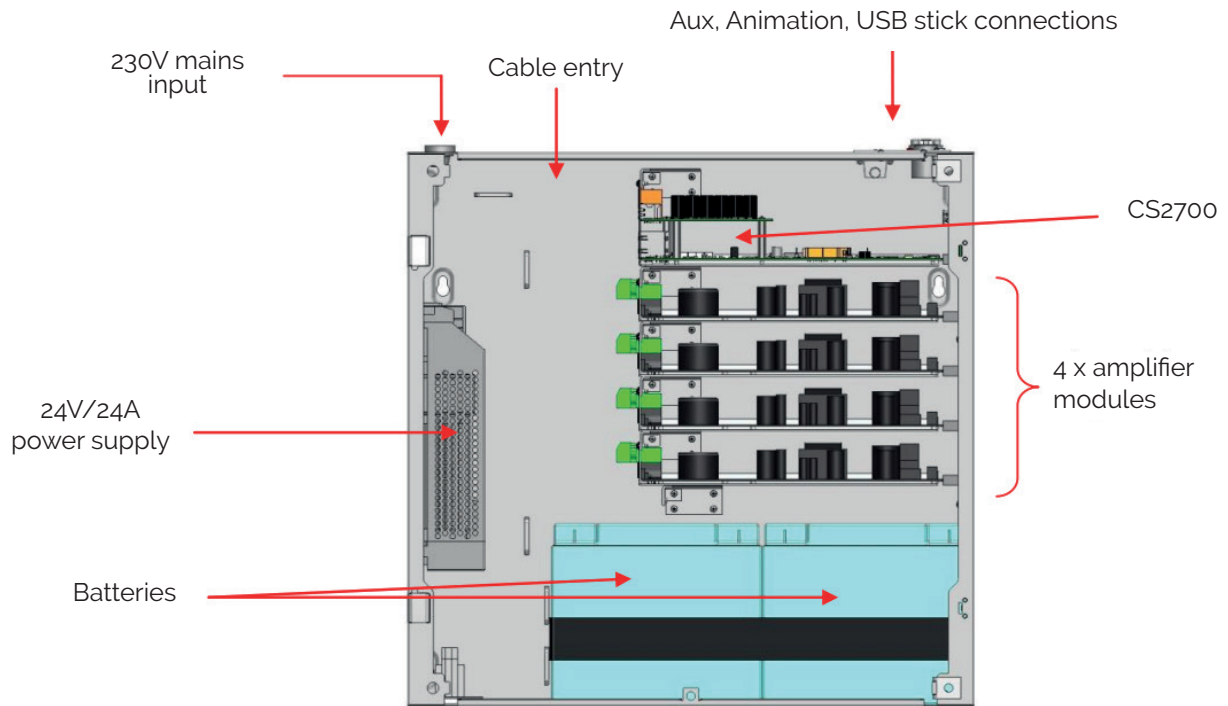 Aux, Animation, USB stick connections
230V mains
input
Cable entry
CS2700
4 x amplifier
modules
24V/24A
power supply
Batteries